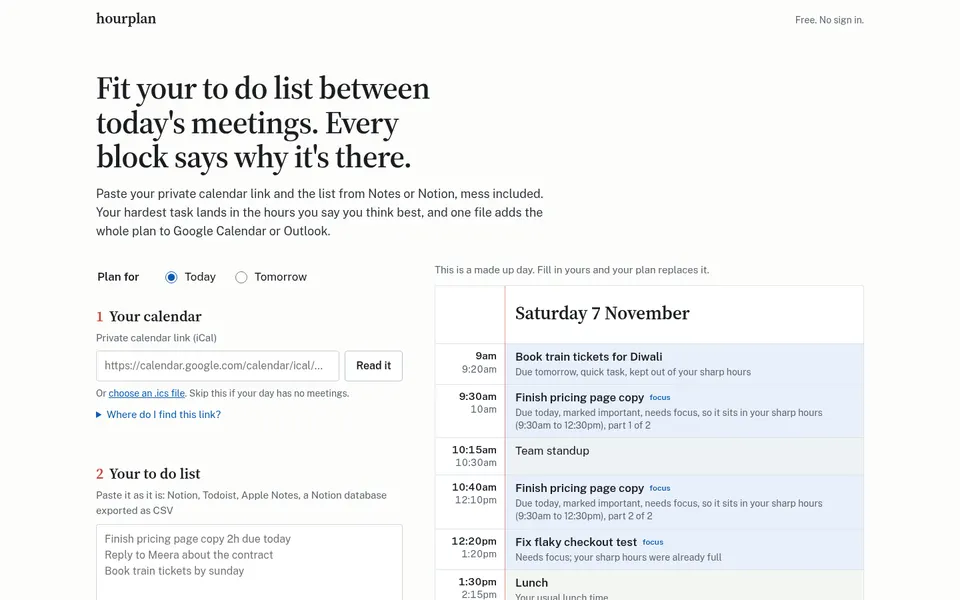 hourplan
Free. No sign in.
Fit your to do list between
today's meetings. Every
block says why it's there.
Paste your private calendar link and the list from Notes or Notion, mess included.
Your hardest task lands in the hours you say you think best, and one file adds the
whole plan to Google Calendar or Outlook.
Plan for
Today
Tomorrow
1 Your calendar
Private calendar link (iCal)
https://calendar.google.com/calendar/ical/...
Read it
Or choose an .ics file. Skip this if your day has no meetings.
Where do I find this link?
2 Your to do list
Paste it as it is: Notion, Todoist, Apple Notes, a Notion database
exported as CSV
Finish pricing page copy 2h due today
Reply to Meera about the contract
Book train tickets by sunday
This is a made up day. Fill in yours and your plan replaces it.
Saturday 7 November
9am
9:20am
Book train tickets for Diwali
Due tomorrow, quick task, kept out of your sharp hours
9:30am
10am
Finish pricing page copy focus
Due today, marked important, needs focus, so it sits in your sharp hours
(9:30am to 12:30pm), part 1 of 2
10:15am
10:30am
Team standup
10:40am
12:10pm
Finish pricing page copy focus
Due today, marked important, needs focus, so it sits in your sharp hours
(9:30am to 12:30pm), part 2 of 2
12:20pm
1:20pm
Fix flaky checkout test focus
Needs focus; your sharp hours were already full
1:30pm
2:15pm
Lunch
Your usual lunch time